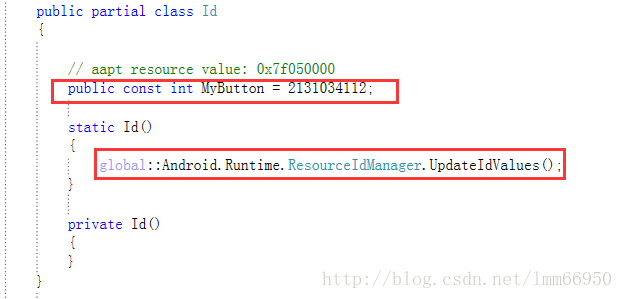 public partial class Id
{
// aapt resource value: 0x7f050000
public const int MyButton = 2131034112;
static Id()
{
global::Android.Runtime.ResourceIdManager.UpdateIdValues();
}
private Id()
{
}
}
http://blog.csdn.net/lmm66950